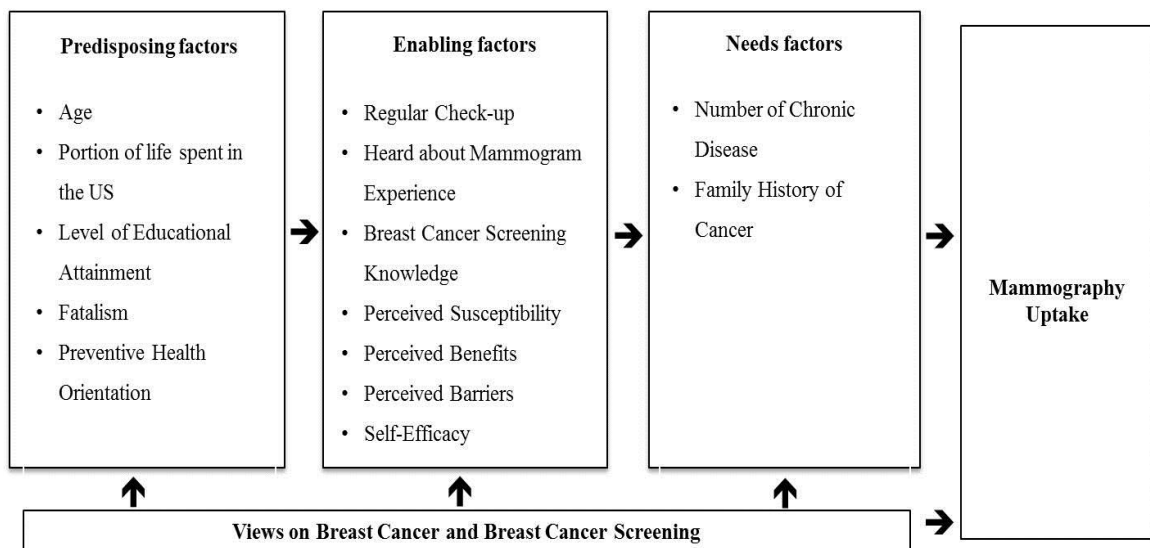 Predisposing factors
• Age
• Portion of life spent in
the US
• Level of Educational
Attainment
• Fatalism
• Preventive Health
Orientation
Enabling factors
• Regular Check-up
• Heard about Mammogram
Experience
• Breast Cancer Screening
Knowledge
• Perceived Susceptibility
• Perceived Benefits
• Perceived Barriers
• Self-Efficacy
Needs factors
• Number of Chronic
Disease
• Family History of
Cancer
Mammography
Uptake
Views on Breast Cancer and Breast Cancer Screening